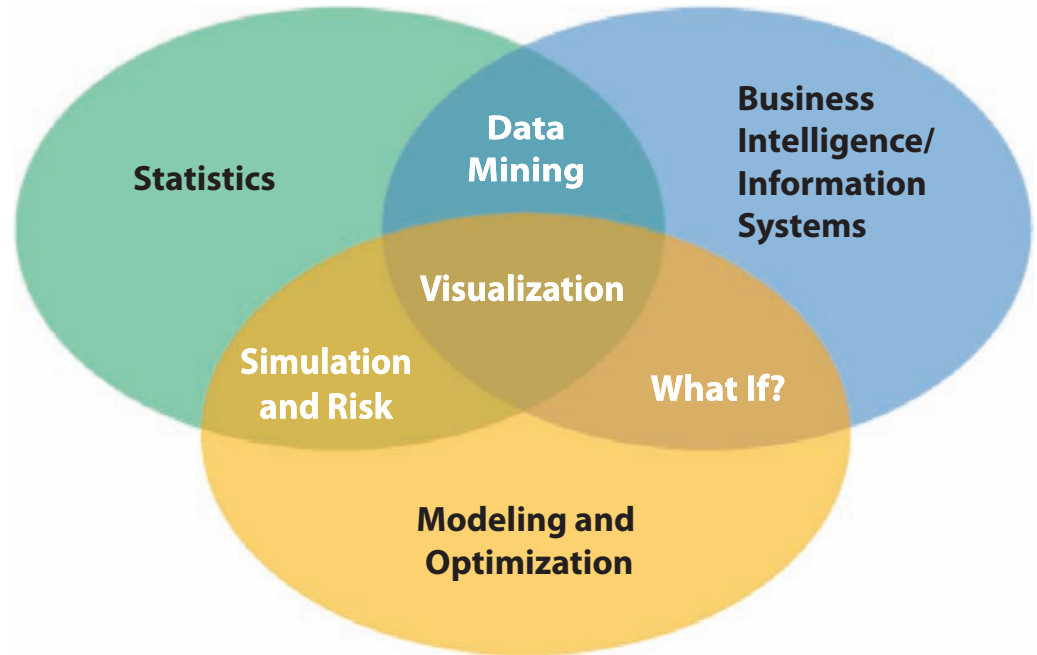 Statistics
Data
Mining
Business
Intelligence/
Information
Systems
Visualization
Simulation
and Risk
What If?
Modeling and
Optimization